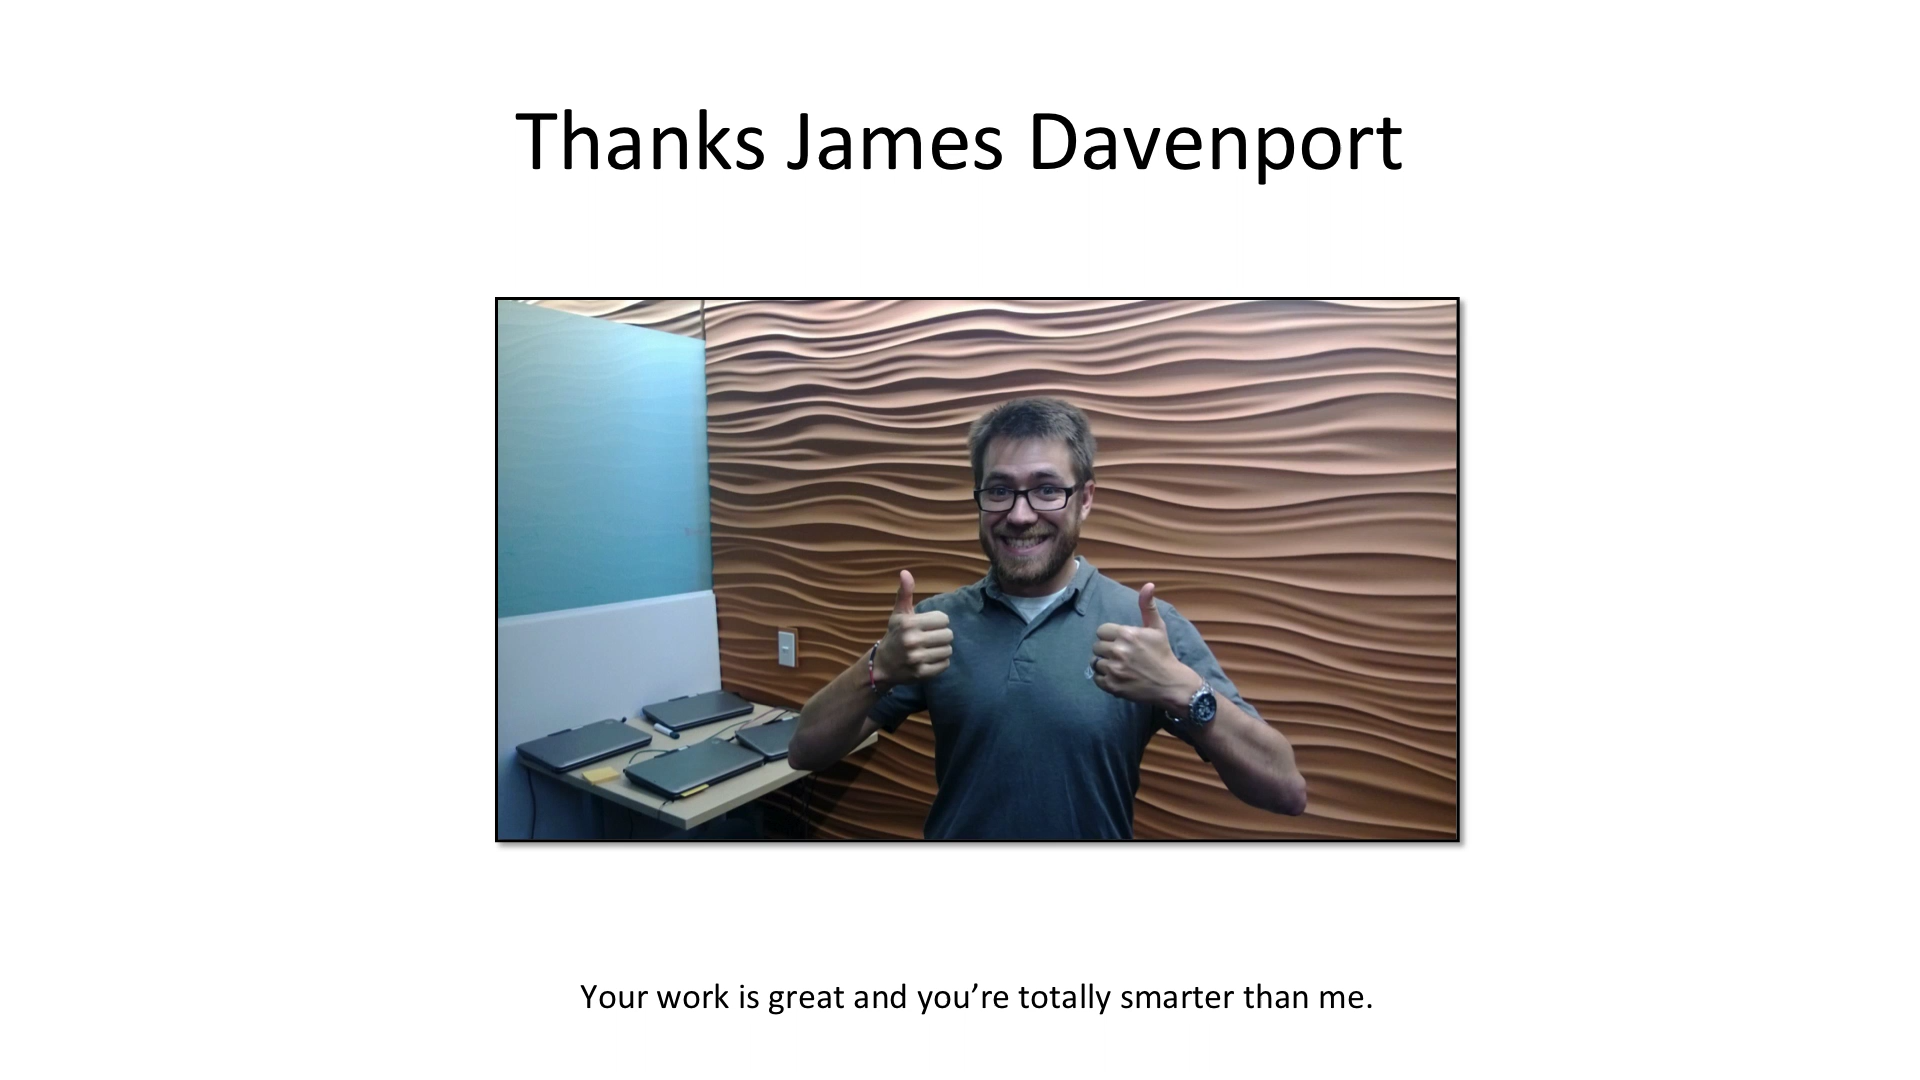 Thanks James Davenport
Your work is great and you’re totally smarter than me.